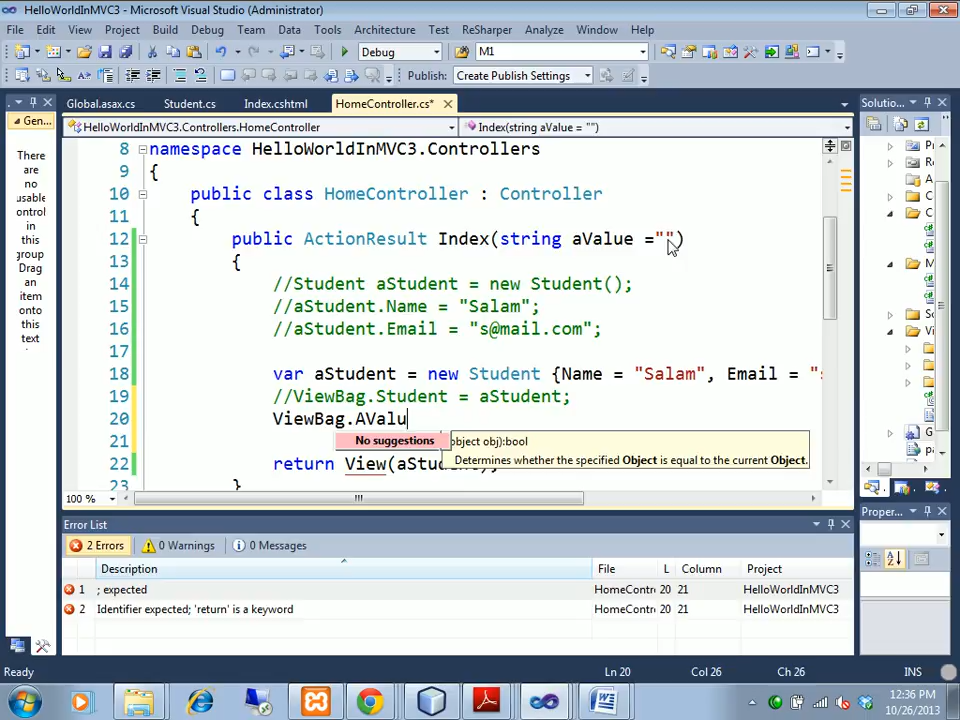 HelloWorldInMVC3 - Microsoft Visual Studio (Administrator)
File Edit View Project Build Debug Team Data Tools Architecture Test ReSharper Analyze Window Help
Debug M1
Publish: Create Publish Settings
Gen...
There
are
no
usable
control
in
this
group
Drag
an
item
onto
this
text
Global.asax.cs Student.cs Index.cshtml HomeController.cs*
HelloWorldInMVC3.Controllers.HomeController Index(string aValue = "")
8 namespace HelloWorldInMVC3.Controllers
9 {
10 public class HomeController : Controller
11 {
12 public ActionResult Index(string aValue ="")
13 {
14 //Student aStudent = new Student();
15 //aStudent.Name = "Salam";
16 //aStudent.Email = "s@mail.com";
17
18 var aStudent = new Student {Name = "Salam", Email = "s
19 //ViewBag.Student = aStudent;
20 ViewBag.AValu
21 No suggestions object obj):bool
Determines whether the specified Object is equal to the current Object.
22 return View(aStudent);
23 }
100 %
Solutio...
Error List
2 Errors 0 Warnings 0 Messages
Description File L Column Project
1 ; expected HomeContro 20 21 HelloWorldInMVC3
2 Identifier expected; 'return' is a keyword HomeContro 20 21 HelloWorldInMVC3
Proper...
Ready Ln 20 Col 26 Ch 26 INS
12:36 PM
10/26/2013